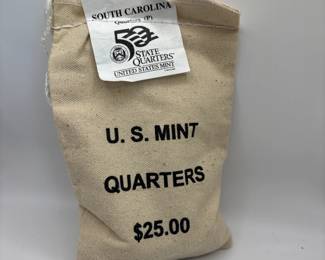 SOUTH CAROLINA
Quarters (P)
50
STATE
QUARTERS
UNITED STATES MINT
U. S. MINT
QUARTERS
$25.00